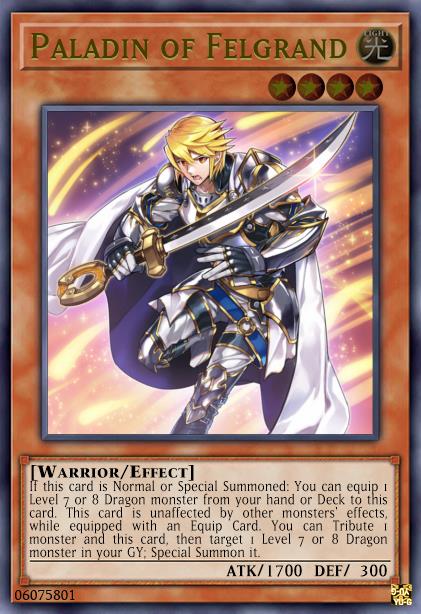 PALADIN OF FELGRAND
LIGHT
光
[WARRIOR/EFFECT]
If this card is Normal or Special Summoned: You can equip 1
Level 7 or 8 Dragon monster from your hand or Deck to this
card. This card is unaffected by other monsters' effects,
while equipped with an Equip Card. You can Tribute 1
monster and this card, then target 1 Level 7 or 8 Dragon
monster in your GY; Special Summon it.
ATK/1700 DEF/ 300
06075801